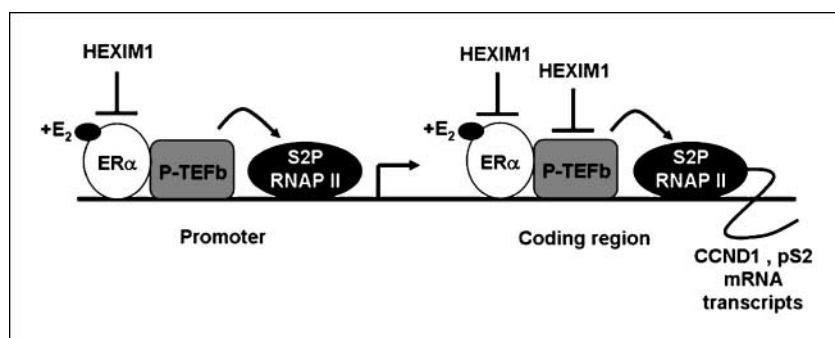 HEXIM1
+E2
ERα
P-TEFb
S2P
RNAP II
Promoter
HEXIM1
HEXIM1
+E2
ERα
P-TEFb
S2P
RNAP II
Coding region
CCND1 , pS2
mRNA
transcripts